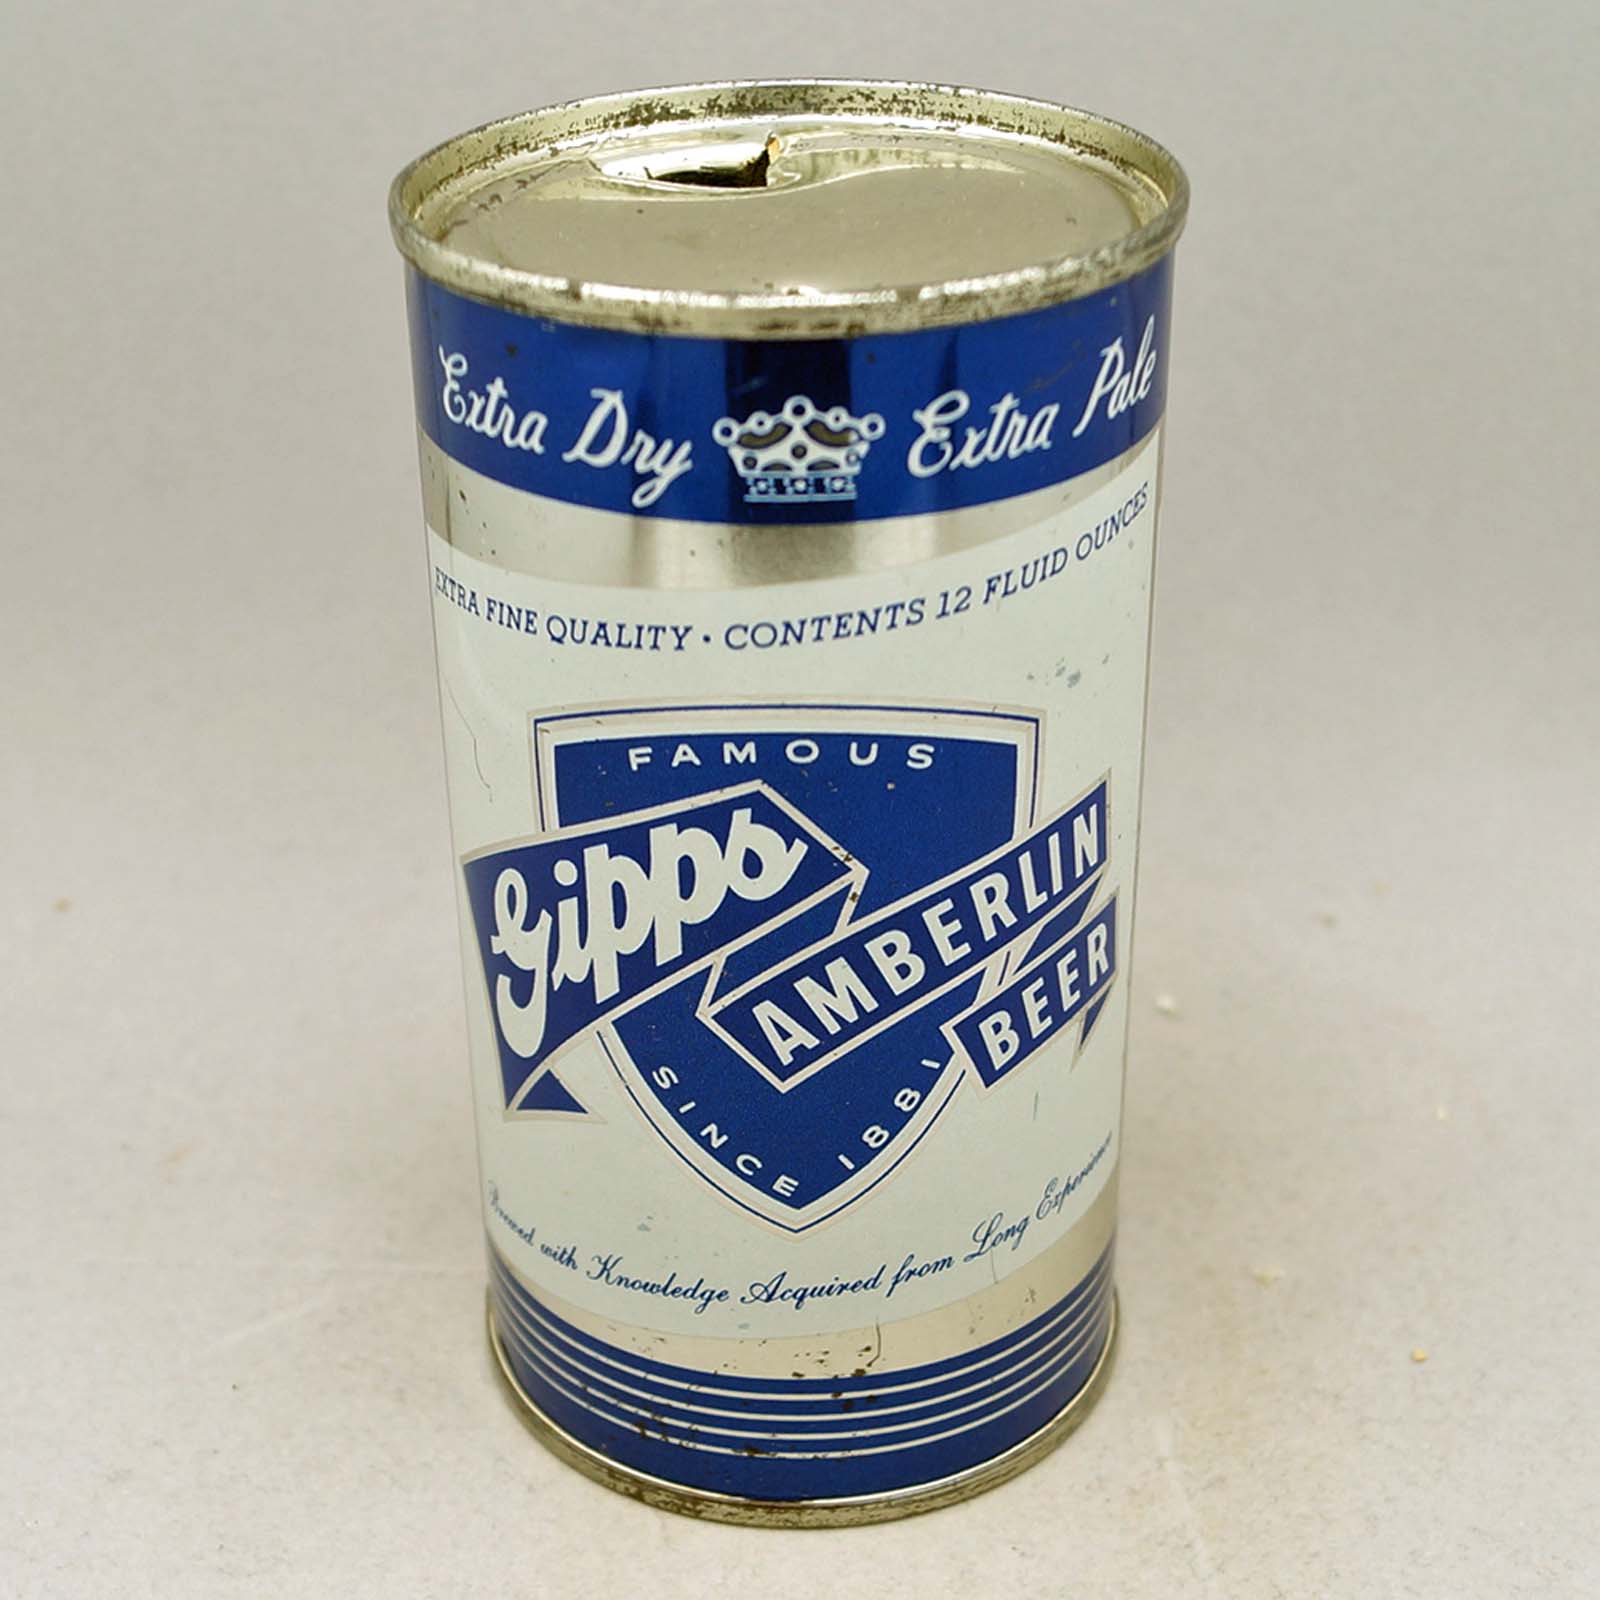 Extra Dry Extra Pale
EXTRA FINE QUALITY · CONTENTS 12 FLUID OUNCES
FAMOUS
Gipps
AMBERLIN
BEER
SINCE 1881
Brewed with Knowledge Acquired from Long Experience